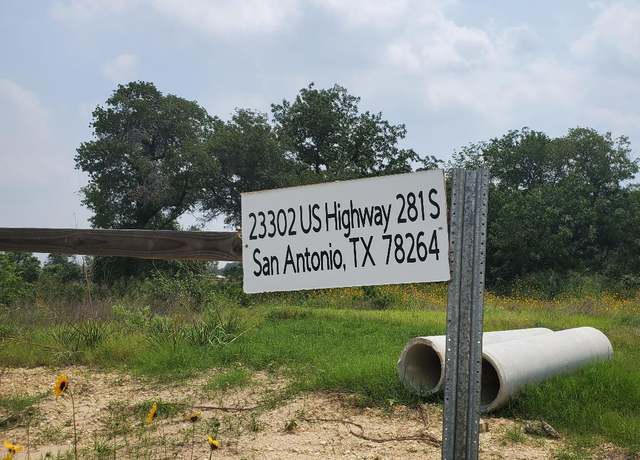 23302 US Highway 281 S
San Antonio, TX 78264